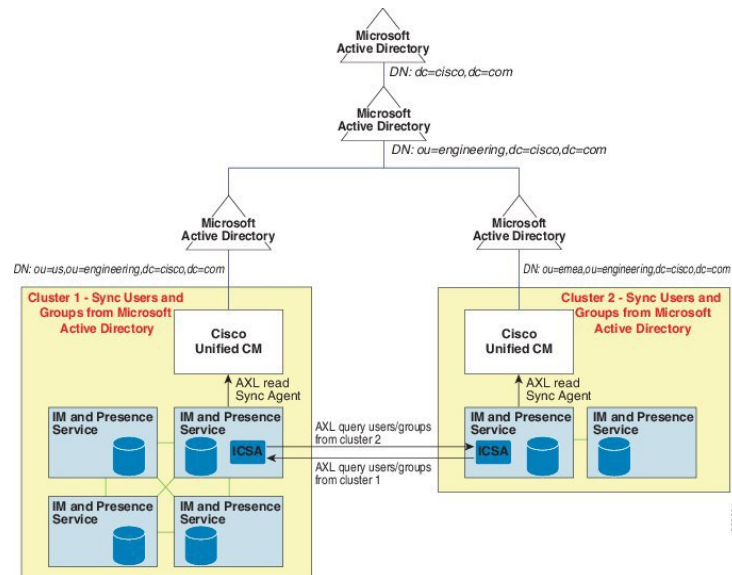 Microsoft
Active Directory
DN: dc=cisco,dc=com
Microsoft
Active Directory
DN: ou=engineering,dc=cisco,dc=com
Microsoft
Active Directory
DN: ou=us,ou=engineering,dc=cisco,dc=com
Microsoft
Active Directory
DN: ou=emea,ou=engineering,dc=cisco,dc=com
Cluster 1 - Sync Users and
Groups from Microsoft
Active Directory
Cisco
Unified CM
AXL read
Sync Agent
IM and Presence
Service
IM and Presence
Service
ICSA
IM and Presence
Service
IM and Presence
Service
AXL query users/groups
from cluster 2
AXL query users/groups
from cluster 1
Cluster 2 - Sync Users and
Groups from Microsoft
Active Directory
Cisco
Unified CM
AXL read
Sync Agent
IM and Presence
Service
ICSA
IM and Presence
Service